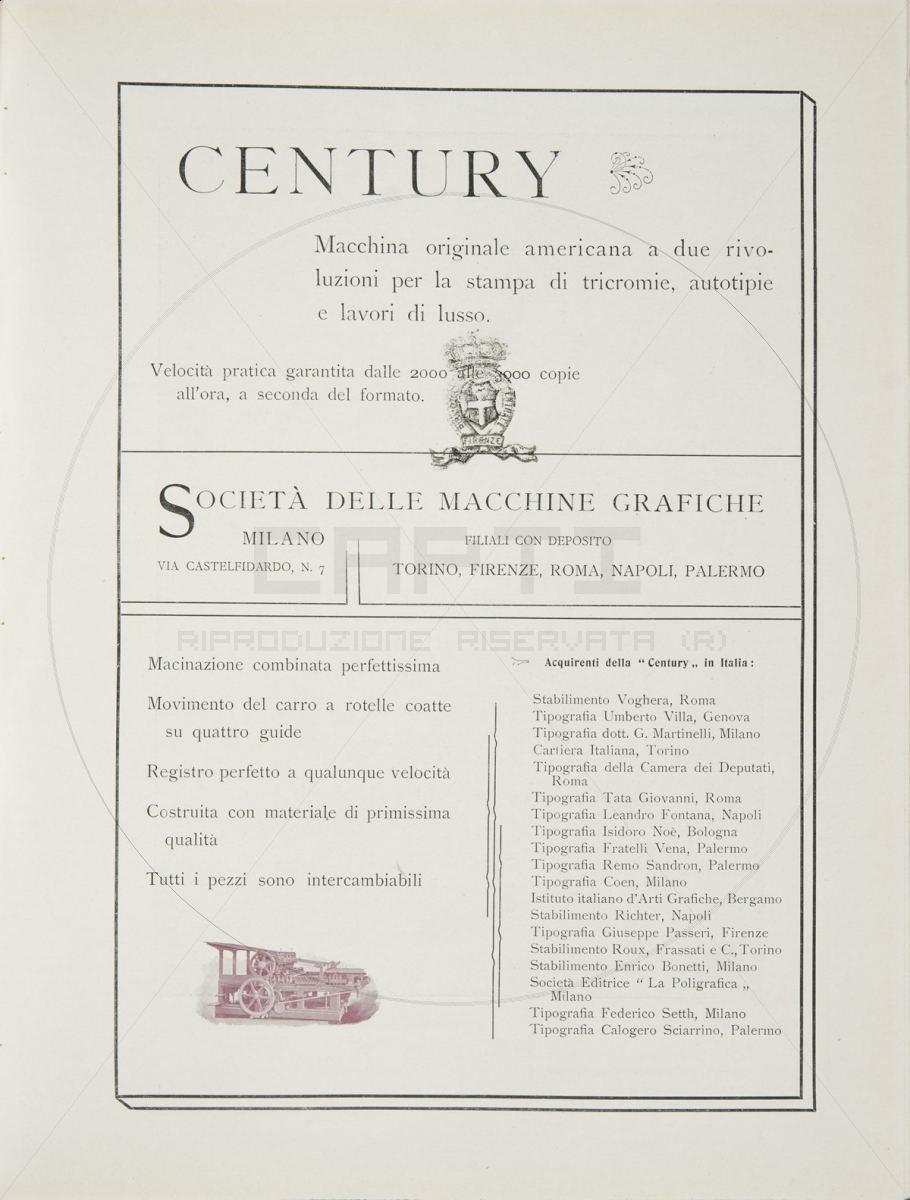 CENTURY
Macchina originale americana a due rivo-
luzioni per la stampa di tricromie, autotipie
e lavori di lusso.
Velocità pratica garantita dalle 2000 alle 3000 copie
all'ora, a seconda del formato.
FIRENZE
SOCIETÀ DELLE MACCHINE GRAFICHE
MILANO
VIA CASTELFIDARDO, N. 7
FILIALI CON DEPOSITO
TORINO, FIRENZE, ROMA, NAPOLI, PALERMO
CAPTI
RIPRODUZIONE RISERVATA (R)
Macinazione combinata perfettissima
Movimento del carro a rotelle coatte
su quattro guide
Registro perfetto a qualunque velocità
Costruita con materiale di primissima
qualità
Tutti i pezzi sono intercambiabili
Acquirenti della “ Century „ in Italia :
Stabilimento Voghera, Roma
Tipografia Umberto Villa, Genova
Tipografia dott. G. Martinelli, Milano
Cartiera Italiana, Torino
Tipografia della Camera dei Deputati,
Roma
Tipografia Tata Giovanni, Roma
Tipografia Leandro Fontana, Napoli
Tipografia Isidoro Noè, Bologna
Tipografia Fratelli Vena, Palermo
Tipografia Remo Sandron, Palermo
Tipografia Coen, Milano
Istituto italiano d'Arti Grafiche, Bergamo
Stabilimento Richter, Napoli
Tipografia Giuseppe Passeri, Firenze
Stabilimento Roux, Frassati e C., Torino
Stabilimento Enrico Bonetti, Milano
Società Editrice “ La Poligrafica „
Milano
Tipografia Federico Setth, Milano
Tipografia Calogero Sciarrino, Palermo